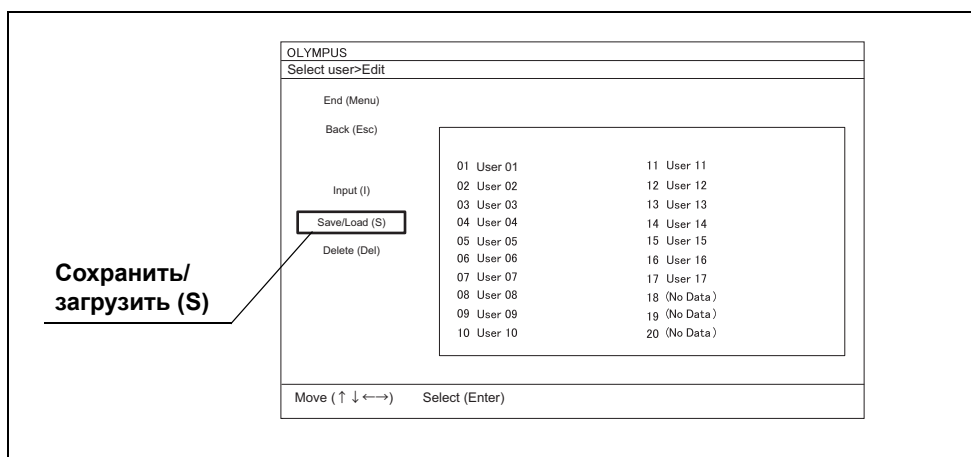 OLYMPUS
Select user>Edit
End (Menu)
Back (Esc)
Input (I)
Save/Load (S)
Delete (Del)
Сохранить/
загрузить (S)
01 User 01
02 User 02
03 User 03
04 User 04
05 User 05
06 User 06
07 User 07
08 User 08
09 User 09
10 User 10
11 User 11
12 User 12
13 User 13
14 User 14
15 User 15
16 User 16
17 User 17
18 (No Data)
19 (No Data)
20 (No Data)
Move (↑↓←→) Select (Enter)